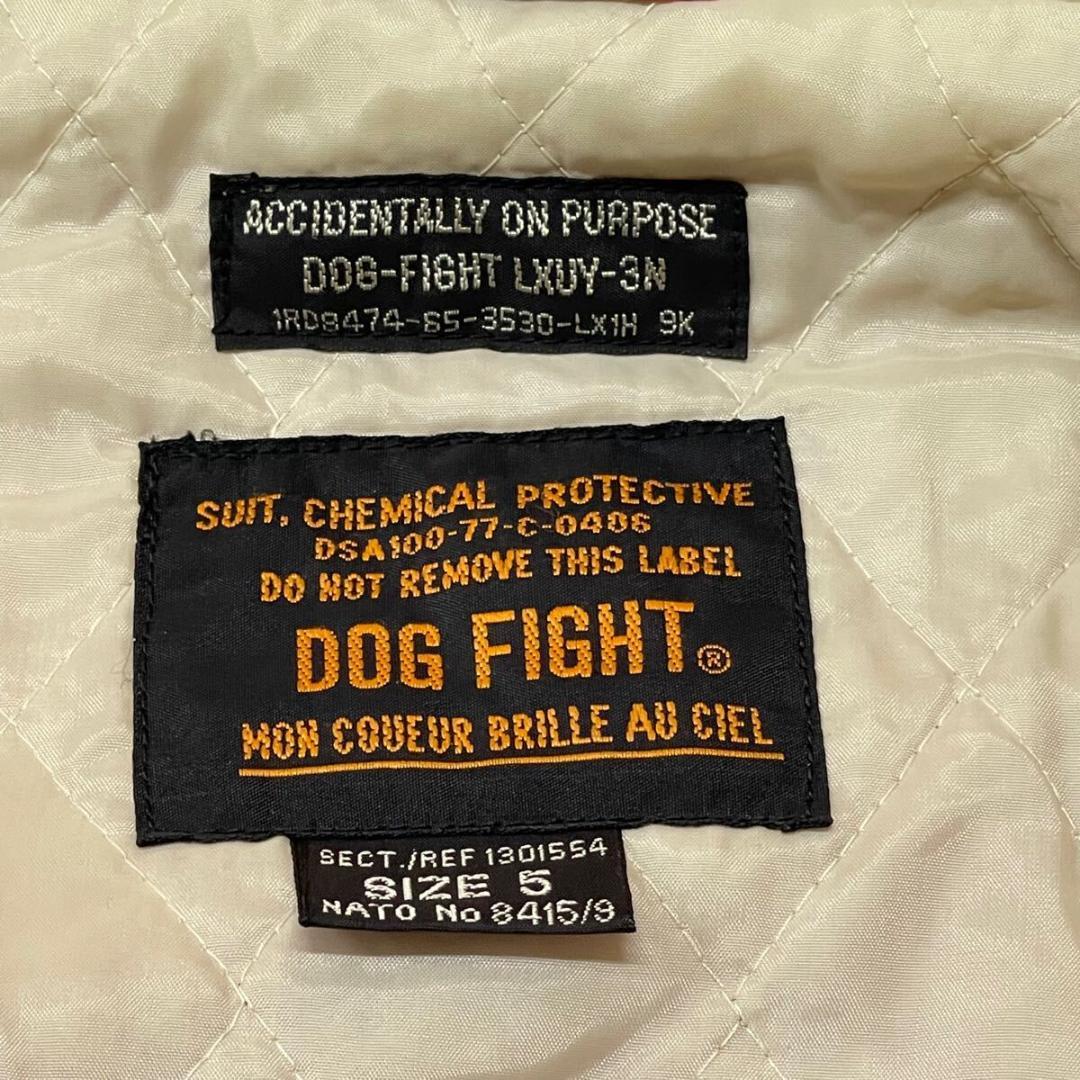 ACCIDENTALLY ON PURPOSE
DOG-FIGHT LXUY-3N
1RD8474-65-3530-LX1H 9K
SUIT, CHEMICAL PROTECTIVE
DSA100-77-C-0406
DO NOT REMOVE THIS LABEL
DOG FIGHT®
MON COUEUR BRILLE AU CIEL
SECT./REF 1301554
SIZE 5
NATO No 8415/9